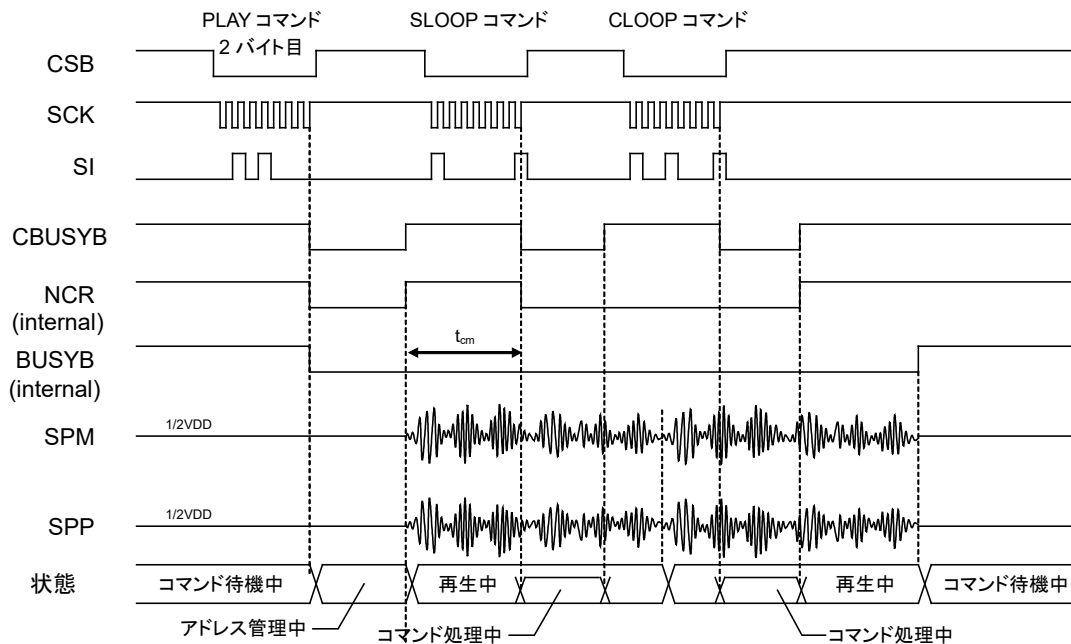 PLAY コマンド
2 バイト目
SLOOP コマンド
CLOOP コマンド
CSB
SCK
SI
CBUSYB
NCR
(internal)
BUSYB
(internal)
tcm
SPM
1/2VDD
SPP
1/2VDD
状態
コマンド待機中
再生中
再生中
コマンド待機中
アドレス管理中
コマンド処理中
コマンド処理中